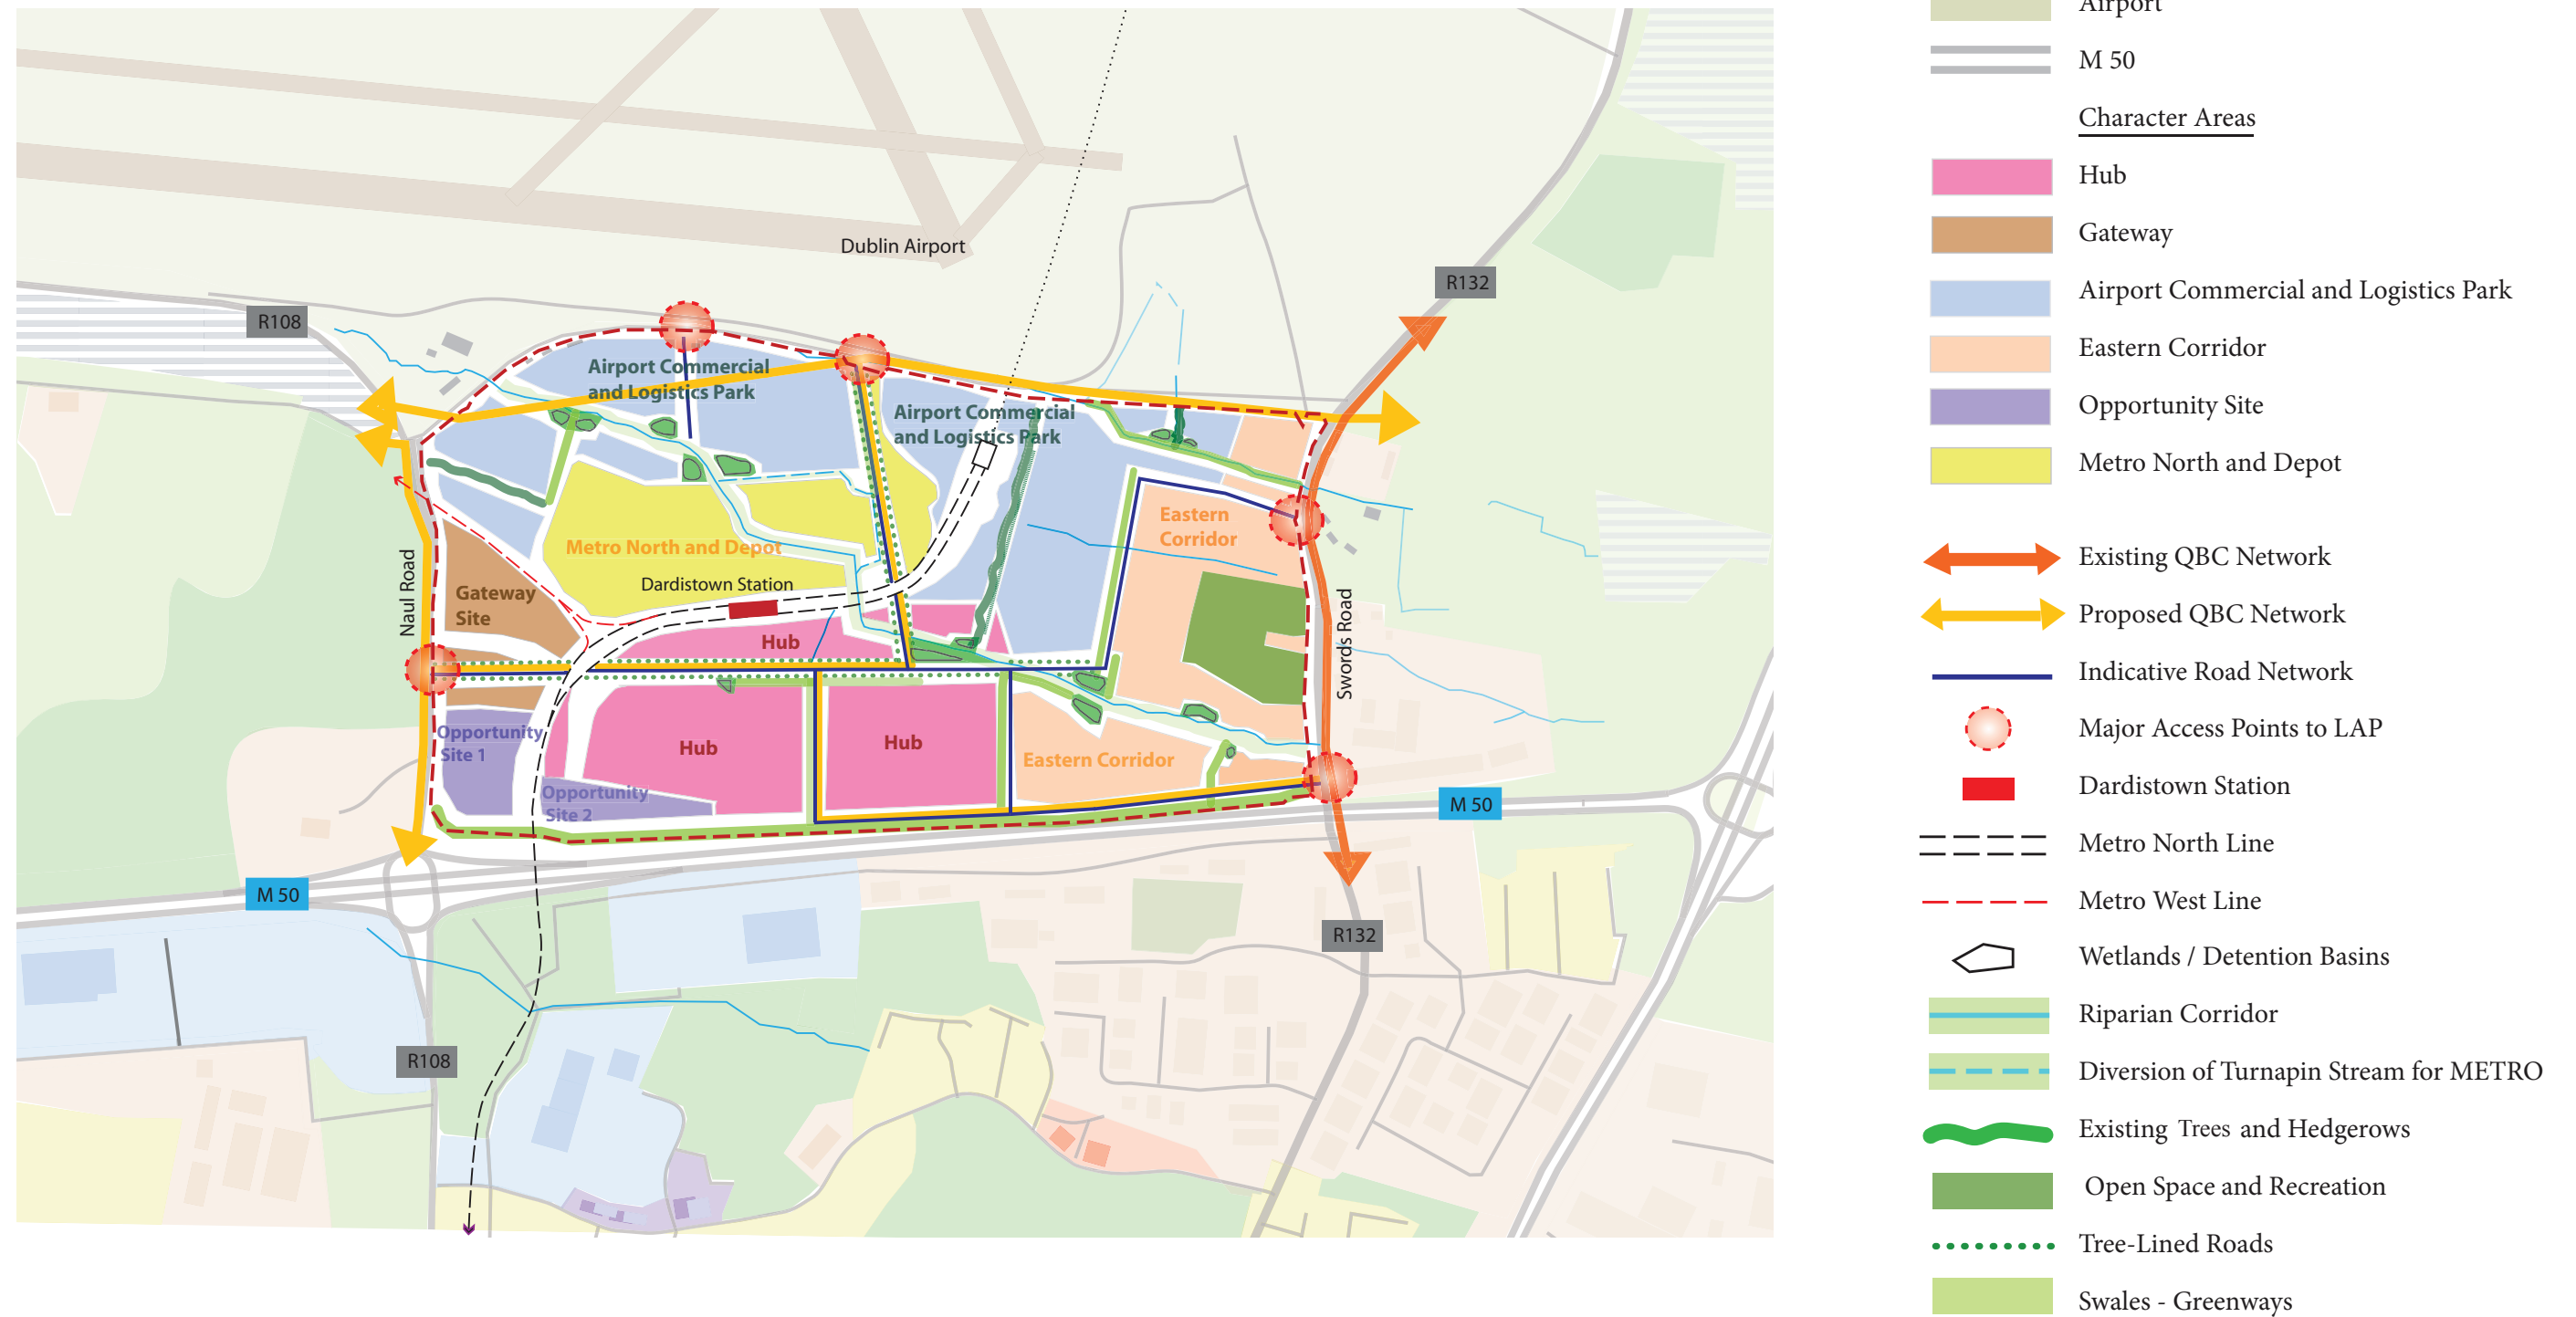 Dublin Airport
R132
R108
Airport Commercial
and Logistics Park
Airport Commercial
and Logistics Park
Eastern
Corridor
Metro North and Depot
Dardistown Station
Naul Road
Gateway
Site
Hub
Swords Road
Opportunity
Site 1
Hub
Hub
Eastern Corridor
Opportunity
Site 2
M 50
M 50
R132
R108
Airport
M 50
Character Areas
Hub
Gateway
Airport Commercial and Logistics Park
Eastern Corridor
Opportunity Site
Metro North and Depot
Existing QBC Network
Proposed QBC Network
Indicative Road Network
Major Access Points to LAP
Dardistown Station
Metro North Line
Metro West Line
Wetlands / Detention Basins
Riparian Corridor
Diversion of Turnapin Stream for METRO
Existing Trees and Hedgerows
Open Space and Recreation
Tree-Lined Roads
Swales - Greenways